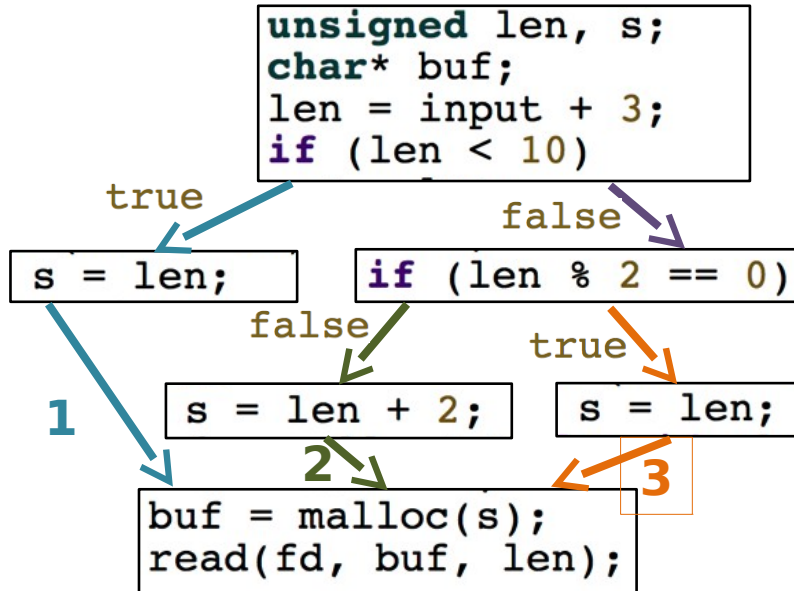 unsigned len, s;
char* buf;
len = input + 3;
if (len < 10)
true
false
s = len;
if (len % 2 == 0)
false
true
s = len + 2;
s = len;
1
2
3
buf = malloc(s);
read(fd, buf, len);